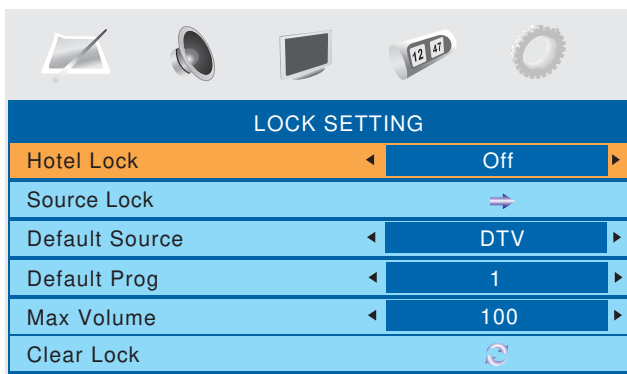 12 47
LOCK SETTING
Hotel Lock Off
Source Lock
Default Source DTV
Default Prog 1
Max Volume 100
Clear Lock